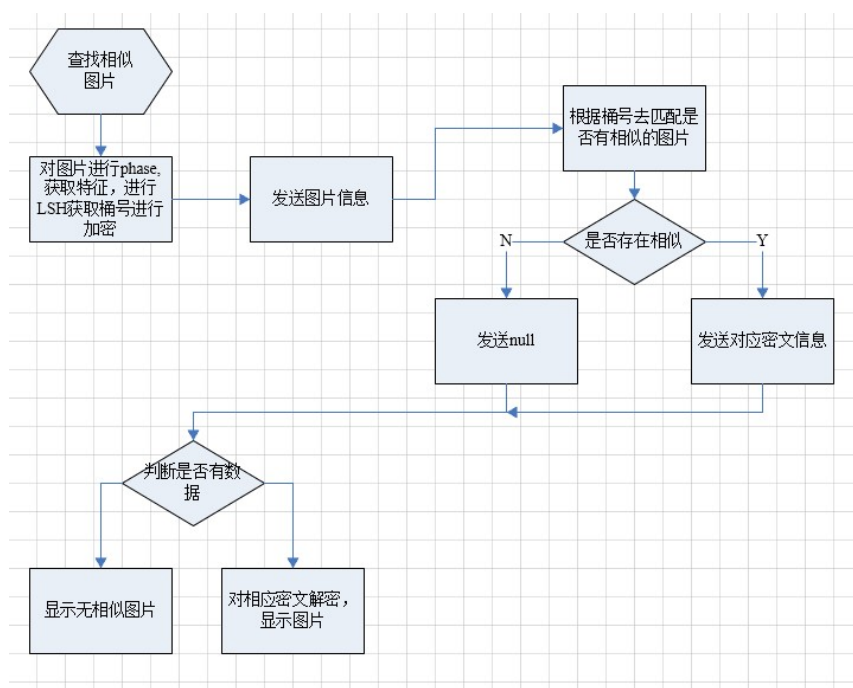 查找相似
图片
对图片进行phase,
获取特征，进行
LSH获取桶号进行
加密
发送图片信息
根据桶号去匹配是
否有相似的图片
是否存在相似
N
Y
发送null
发送对应密文信息
判断是否有数
据
显示无相似图片
对相应密文解密，
显示图片